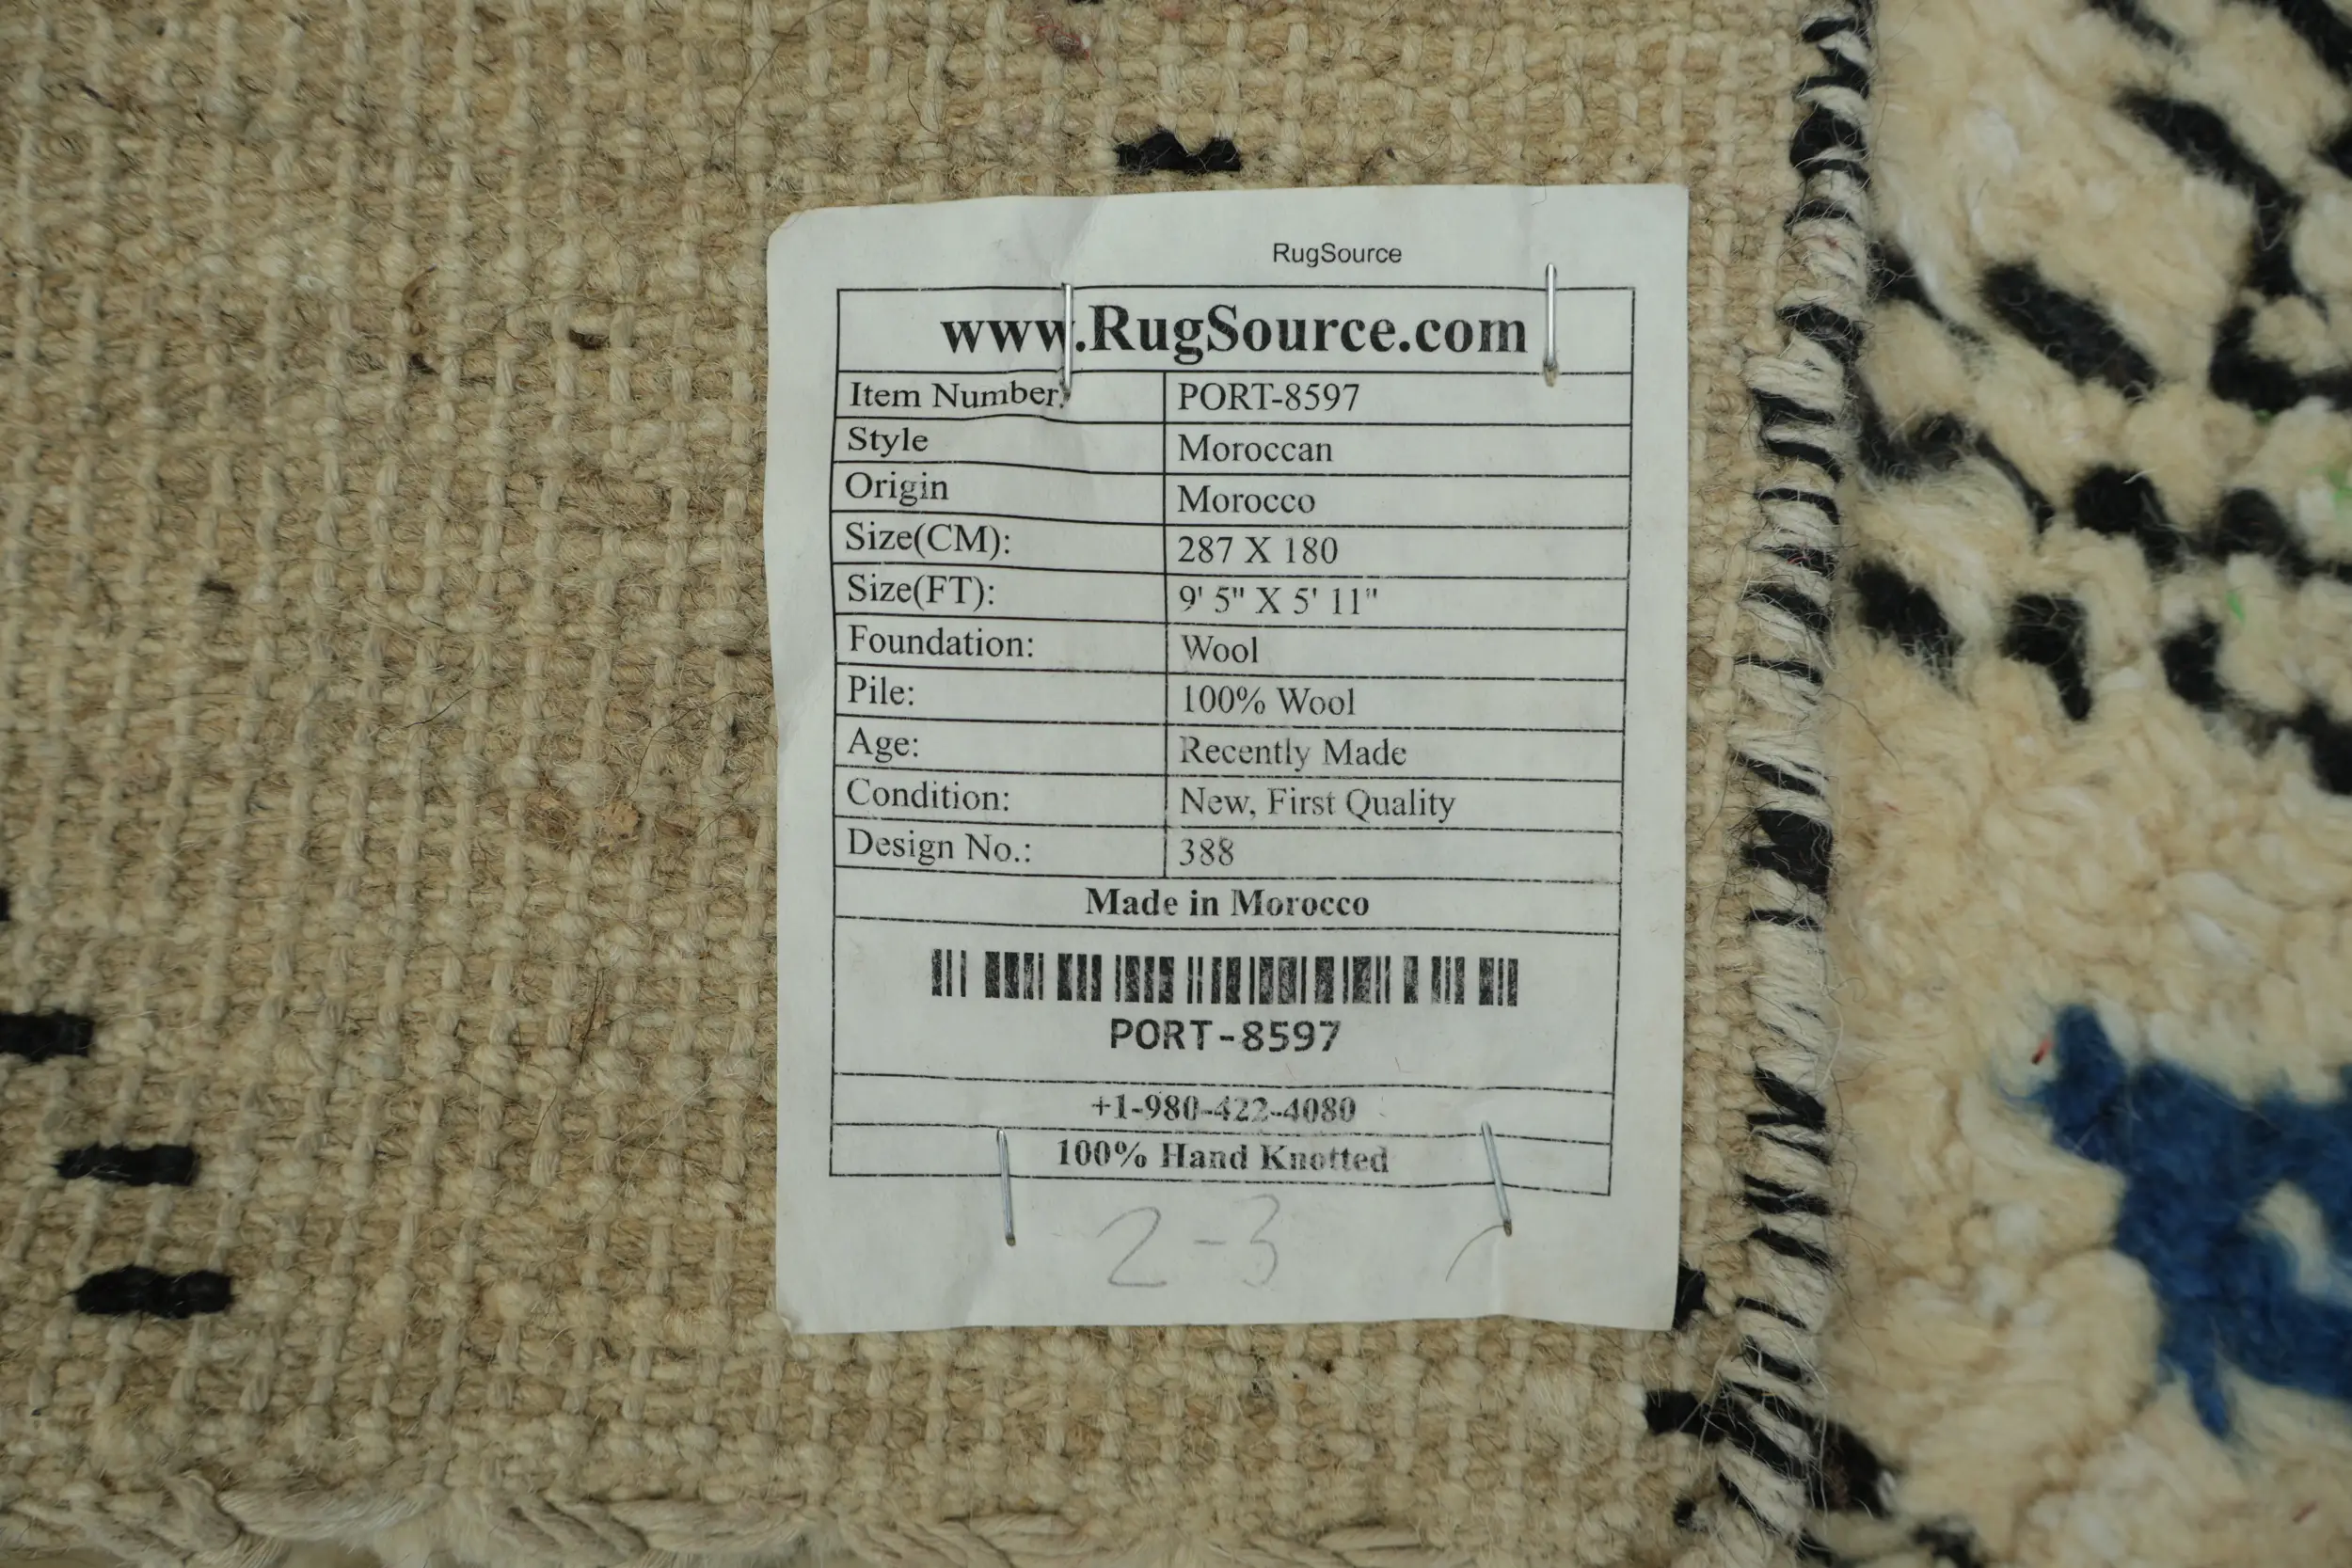 RugSource
www.RugSource.com
Item Number: PORT-8597
Style Moroccan
Origin Morocco
Size(CM): 287 X 180
Size(FT): 9' 5" X 5' 11"
Foundation: Wool
Pile: 100% Wool
Age: Recently Made
Condition: New, First Quality
Design No.: 388
Made in Morocco
PORT-8597
+1-980-422-4080
100% Hand Knotted
2-3